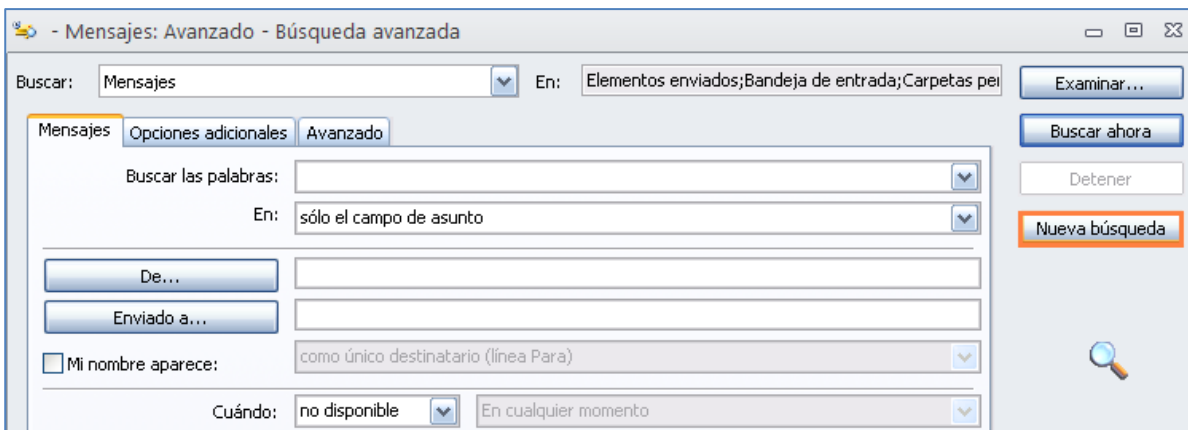 - Mensajes: Avanzado - Búsqueda avanzada
Buscar: Mensajes En: Elementos enviados;Bandeja de entrada;Carpetas per Examinar...
Mensajes Opciones adicionales Avanzado Buscar ahora
Buscar las palabras: Detener
En: sólo el campo de asunto Nueva búsqueda
De...
Enviado a...
Mi nombre aparece: como único destinatario (línea Para)
Cuándo: no disponible En cualquier momento